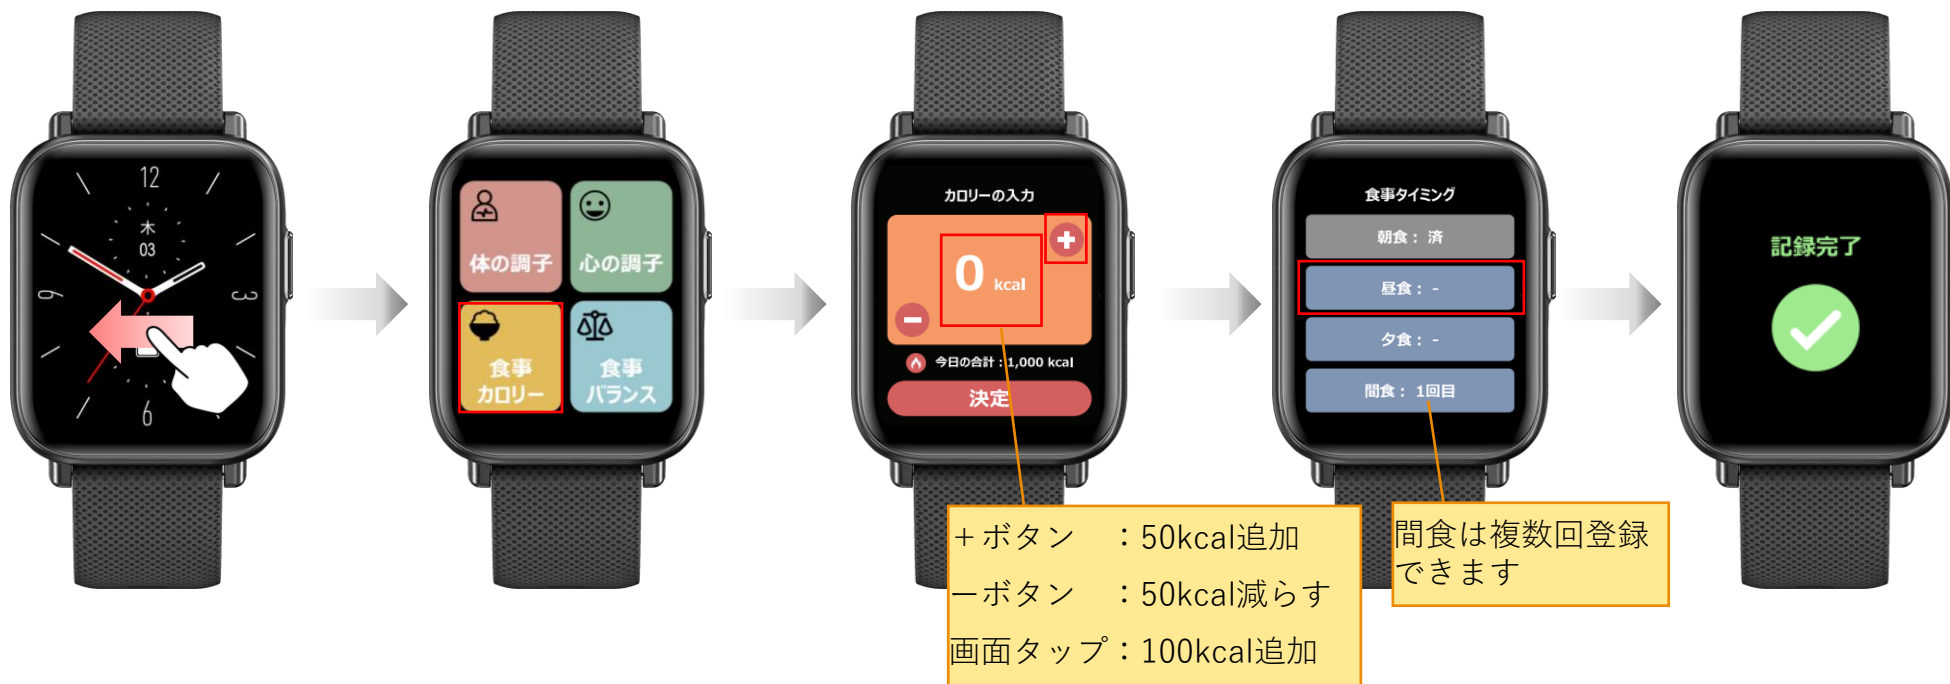 12
木
03
9
3
6
体の調子
心の調子
食事
カロリー
食事
バランス
カロリーの入力
0 kcal
今日の合計：1,000 kcal
決定
＋ボタン　：50kcal追加
ーボタン　：50kcal減らす
画面タップ：100kcal追加
食事タイミング
朝食： 済
昼食： -
夕食： -
間食： 1回目
間食は複数回登録
できます
記録完了